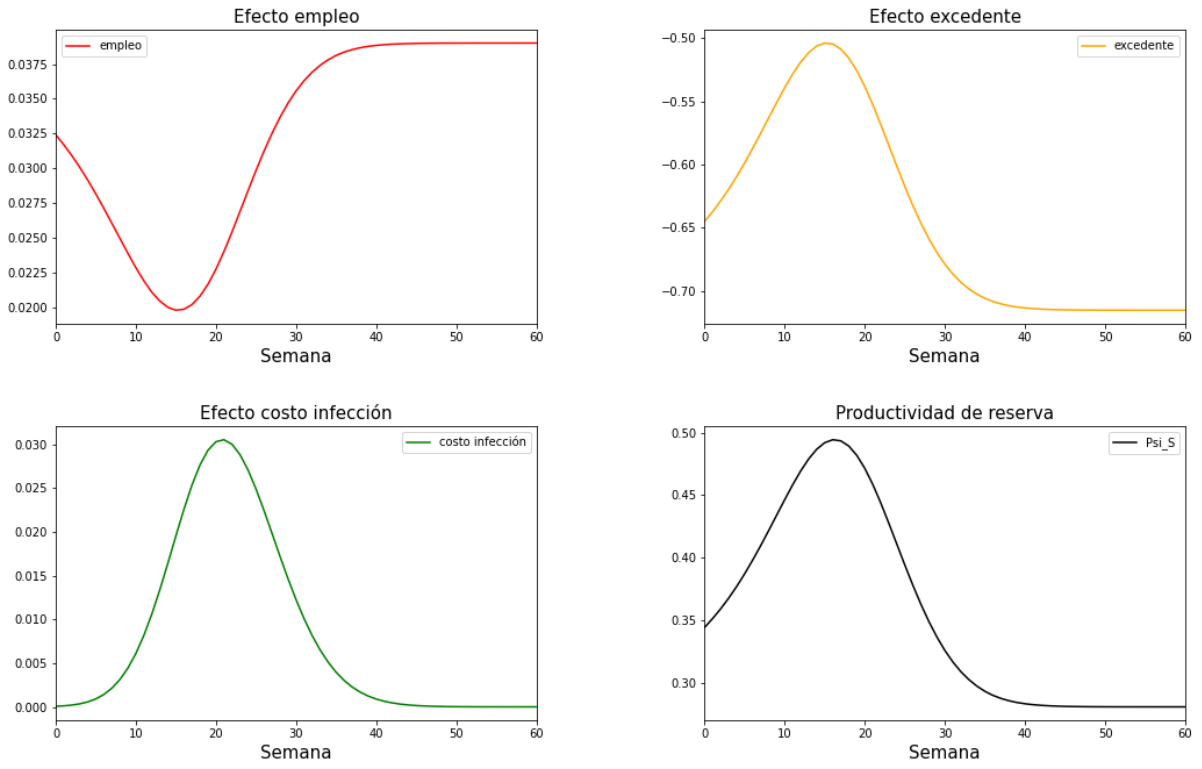 Efecto empleo
empleo
0.0375
0.0350
0.0325
0.0300
0.0275
0.0250
0.0225
0.0200
0 10 20 30 40 50 60
Semana
Efecto excedente
excedente
−0.50
−0.55
−0.60
−0.65
−0.70
0 10 20 30 40 50 60
Semana
Efecto costo infección
costo infección
0.030
0.025
0.020
0.015
0.010
0.005
0.000
0 10 20 30 40 50 60
Semana
Productividad de reserva
Psi_S
0.50
0.45
0.40
0.35
0.30
0 10 20 30 40 50 60
Semana